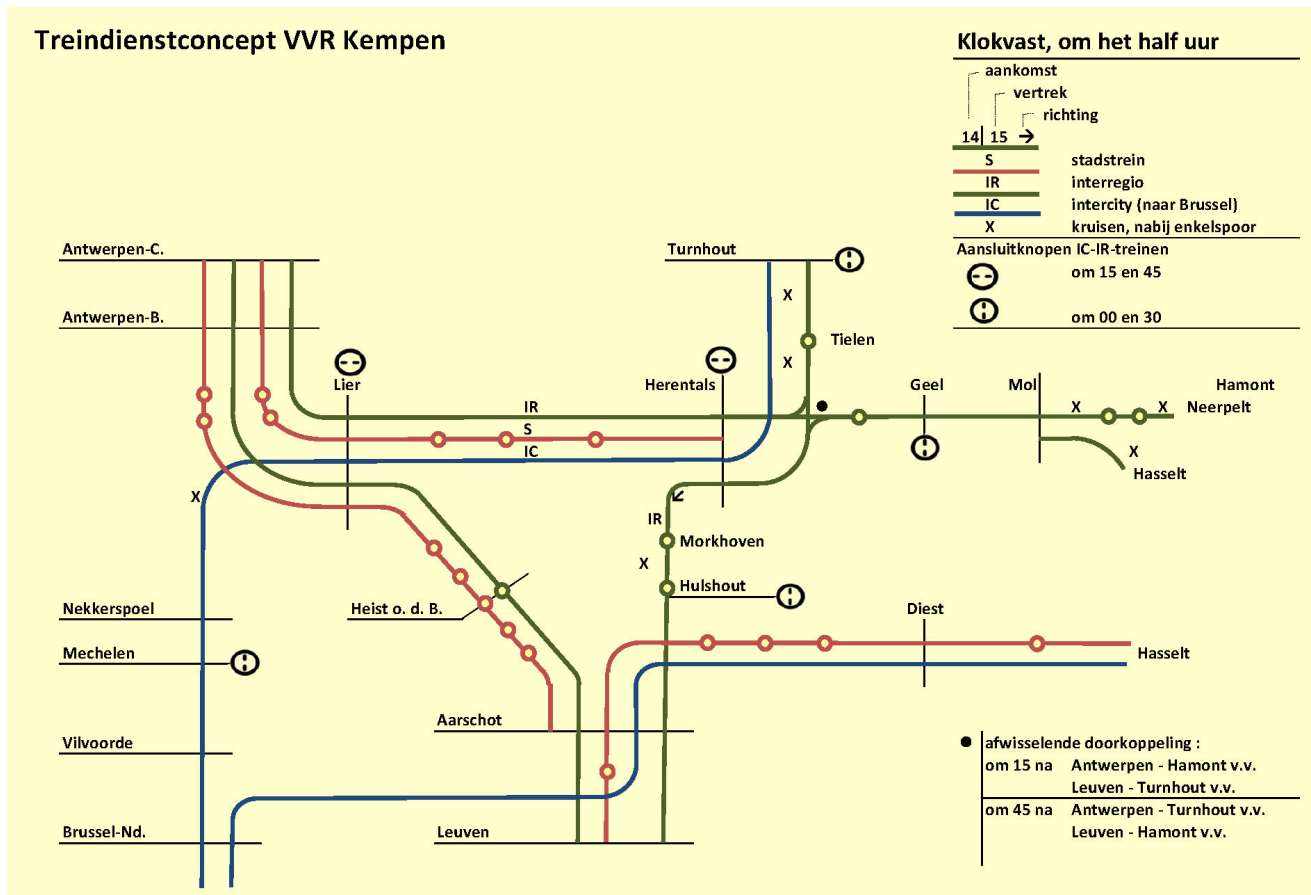 Treindienstconcept VVR Kempen
Klokvast, om het half uur
aankomst
vertrek
richting
14 15 →
S stadstrein
IR interregio
IC intercity (naar Brussel)
X kruisen, nabij enkelspoor
Aansluitknopen IC-IR-treinen
om 15 en 45
om 00 en 30
Antwerpen-C.
Turnhout
X
Antwerpen-B.
Tielen
X
Lier
Herentals
Geel
Mol
Hamont
Neerpelt
IR
X
X
S
IC
X
Hasselt
X
IR
Morkhoven
X
Hulshout
Nekkerspoel
Heist o. d. B.
Diest
Mechelen
Hasselt
Aarschot
Vilvoorde
Brussel-Nd.
Leuven
● afwisselende doorkoppeling :
om 15 na Antwerpen - Hamont v.v.
Leuven - Turnhout v.v.
om 45 na Antwerpen - Turnhout v.v.
Leuven - Hamont v.v.